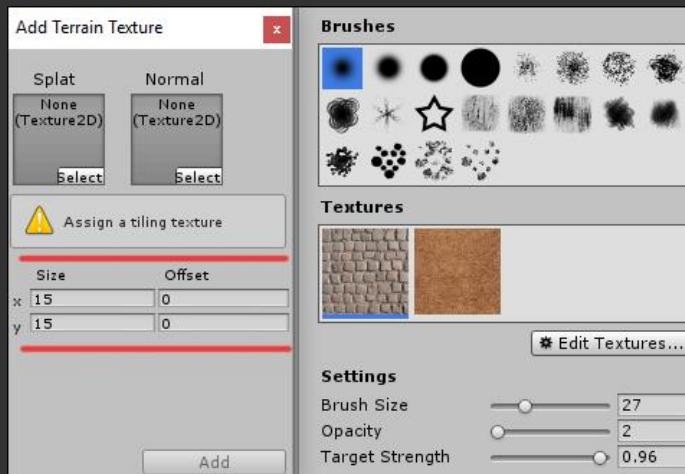 Add Terrain Texture
x
Splat Normal
None (Texture2D) Select
None (Texture2D) Select
Assign a tiling texture
Size Offset
x 15 0
y 15 0
Add
Brushes
Textures
Edit Textures...
Settings
Brush Size 27
Opacity 2
Target Strength 0.96